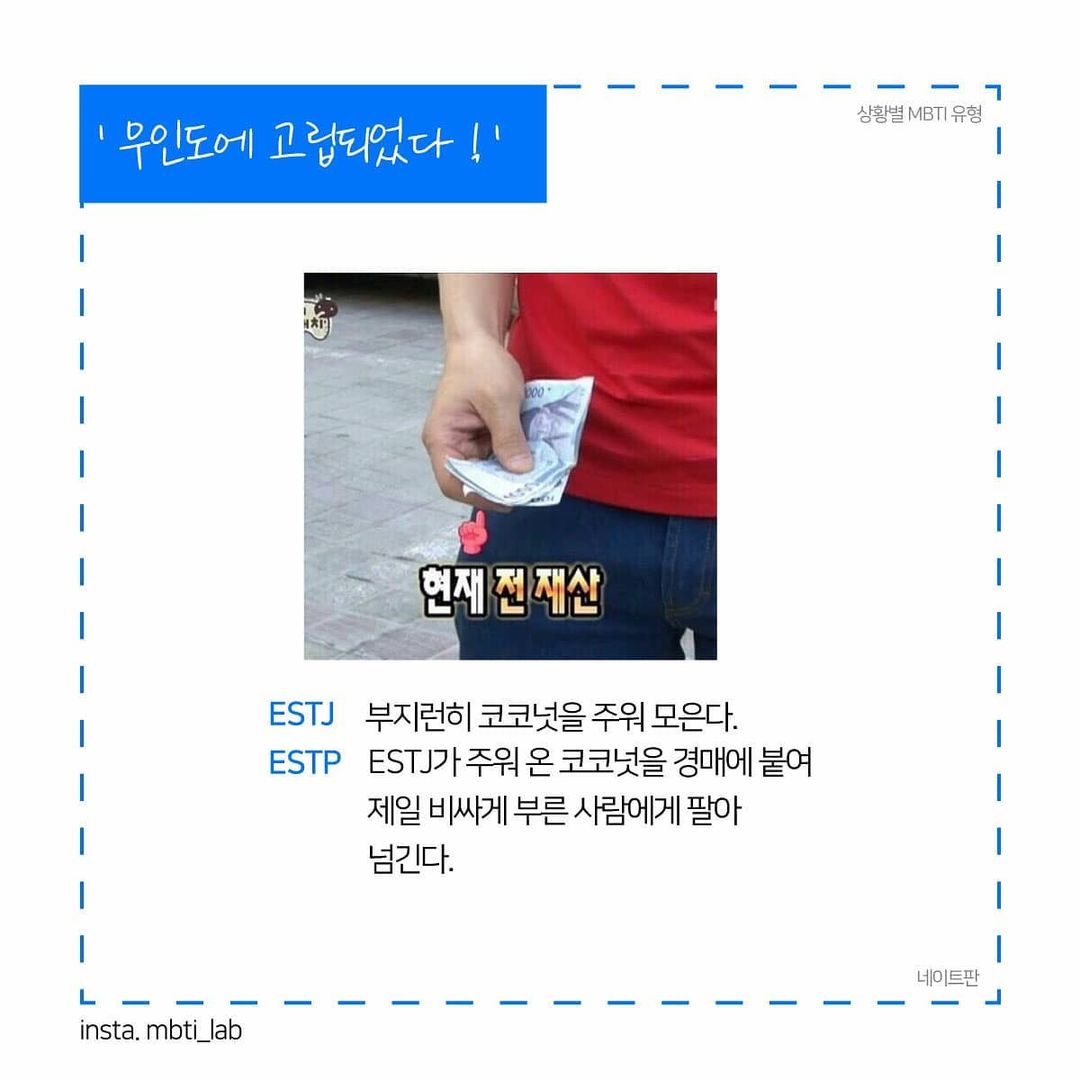 ' 무인도에 고립되었다 ! '
상황별 MBTI 유형
현재 전 재산
ESTJ 부지런히 코코넛을 주워 모은다.
ESTP ESTJ가 주워 온 코코넛을 경매에 붙여
제일 비싸게 부른 사람에게 팔아
넘긴다.
네이트판
insta. mbti_lab